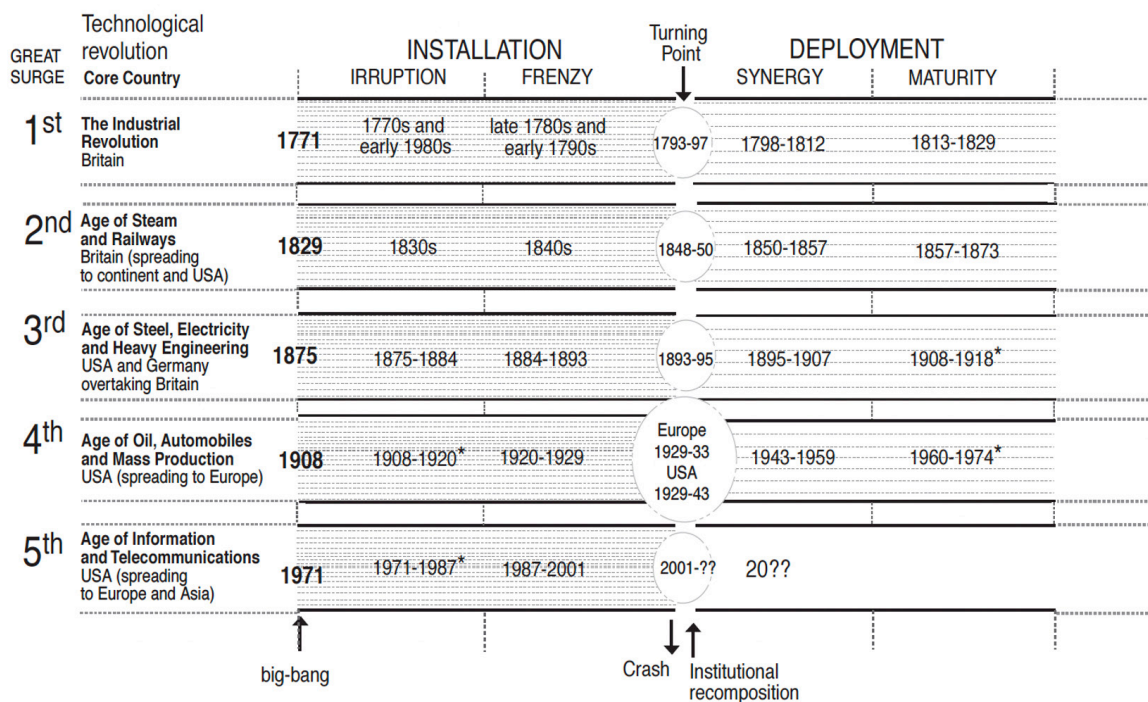 GREAT
SURGE
Technological
revolution
Core Country
INSTALLATION
IRRUPTION
FRENZY
Turning
Point
DEPLOYMENT
SYNERGY
MATURITY
1st
The Industrial
Revolution
Britain
1771
1770s and
early 1980s
late 1780s and
early 1790s
1793-97
1798-1812
1813-1829
2nd
Age of Steam
and Railways
Britain (spreading
to continent and USA)
1829
1830s
1840s
1848-50
1850-1857
1857-1873
3rd
Age of Steel, Electricity
and Heavy Engineering
USA and Germany
overtaking Britain
1875
1875-1884
1884-1893
1893-95
1895-1907
1908-1918*
4th
Age of Oil, Automobiles
and Mass Production
USA (spreading to Europe)
1908
1908-1920*
1920-1929
Europe
1929-33
USA
1929-43
1943-1959
1960-1974*
5th
Age of Information
and Telecommunications
USA (spreading
to Europe and Asia)
1971
1971-1987*
1987-2001
2001-??
20??
big-bang
Crash
Institutional
recomposition